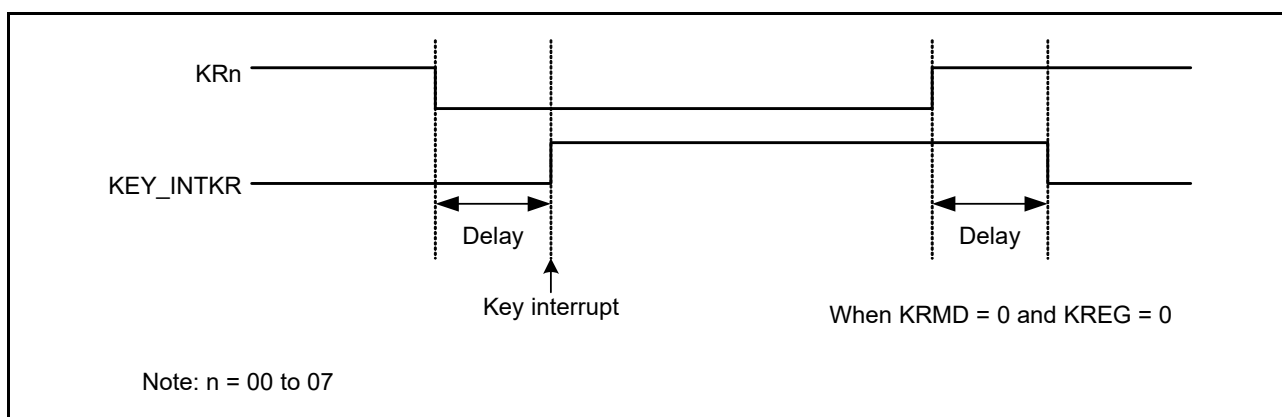 KRn
KEY_INTKR
Delay
Delay
Key interrupt
When KRMD = 0 and KREG = 0
Note: n = 00 to 07